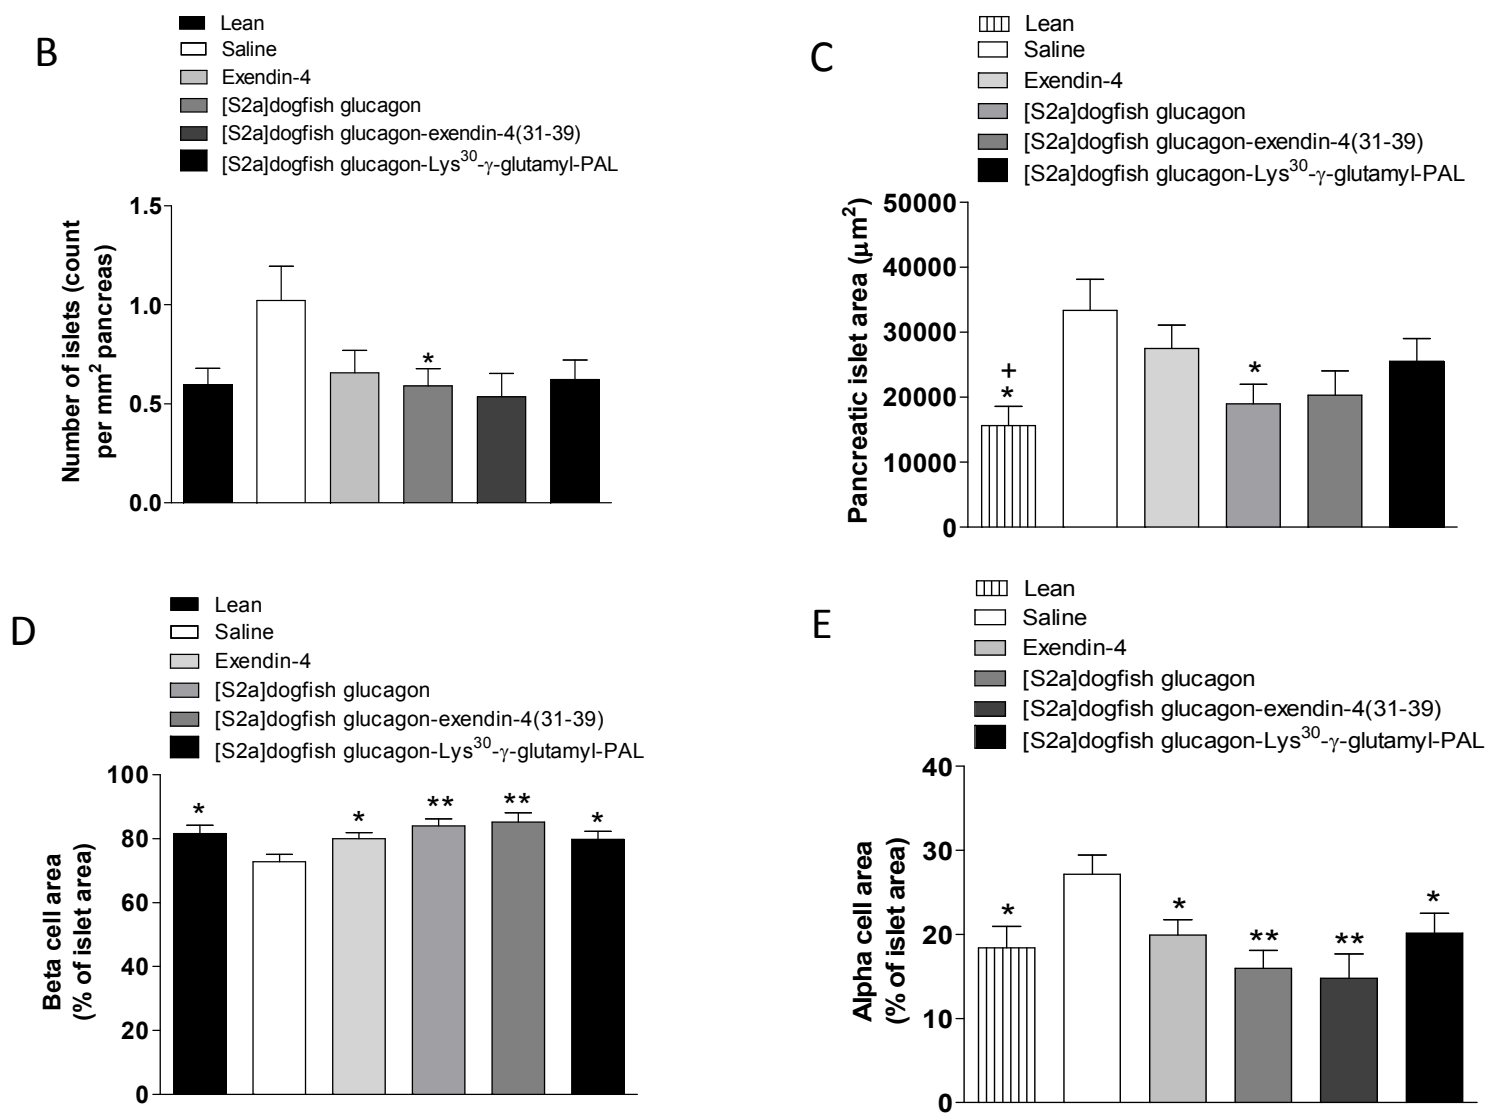 B
Lean
Saline
Exendin-4
[S2a]dogfish glucagon
[S2a]dogfish glucagon-exendin-4(31-39)
[S2a]dogfish glucagon-Lys³⁰-γ-glutamyl-PAL
Number of islets (count
per mm² pancreas)
1.5
1.0
0.5
0.0
*
C
Lean
Saline
Exendin-4
[S2a]dogfish glucagon
[S2a]dogfish glucagon-exendin-4(31-39)
[S2a]dogfish glucagon-Lys³⁰-γ-glutamyl-PAL
Pancreatic islet area (μm²)
50000
40000
30000
20000
10000
0
+
*
*
D
Lean
Saline
Exendin-4
[S2a]dogfish glucagon
[S2a]dogfish glucagon-exendin-4(31-39)
[S2a]dogfish glucagon-Lys³⁰-γ-glutamyl-PAL
Beta cell area
(% of islet area)
100
80
60
40
20
0
* * ** ** *
E
Lean
Saline
Exendin-4
[S2a]dogfish glucagon
[S2a]dogfish glucagon-exendin-4(31-39)
[S2a]dogfish glucagon-Lys³⁰-γ-glutamyl-PAL
Alpha cell area
(% of islet area)
40
30
20
10
0
* * ** ** *